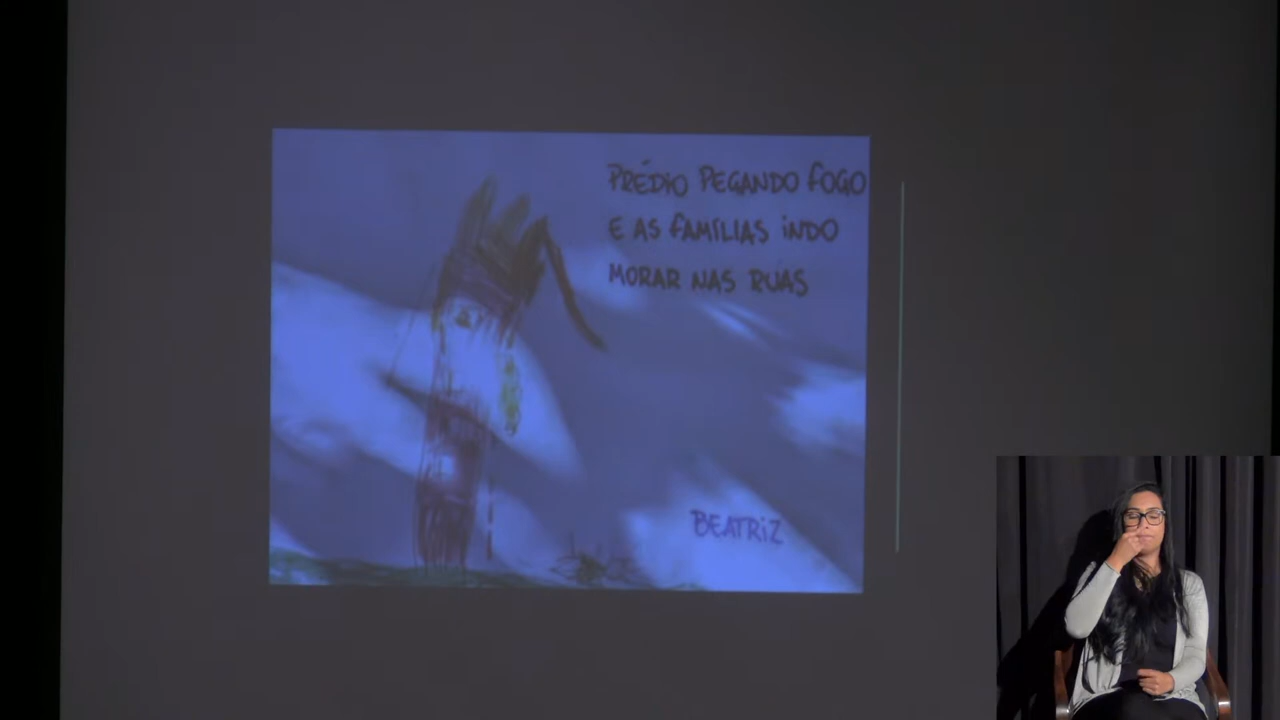 PRÉDIO PEGANDO FOGO
E AS FAMÍLIAS INDO
MORAR NAS RUAS
BEATRIZ